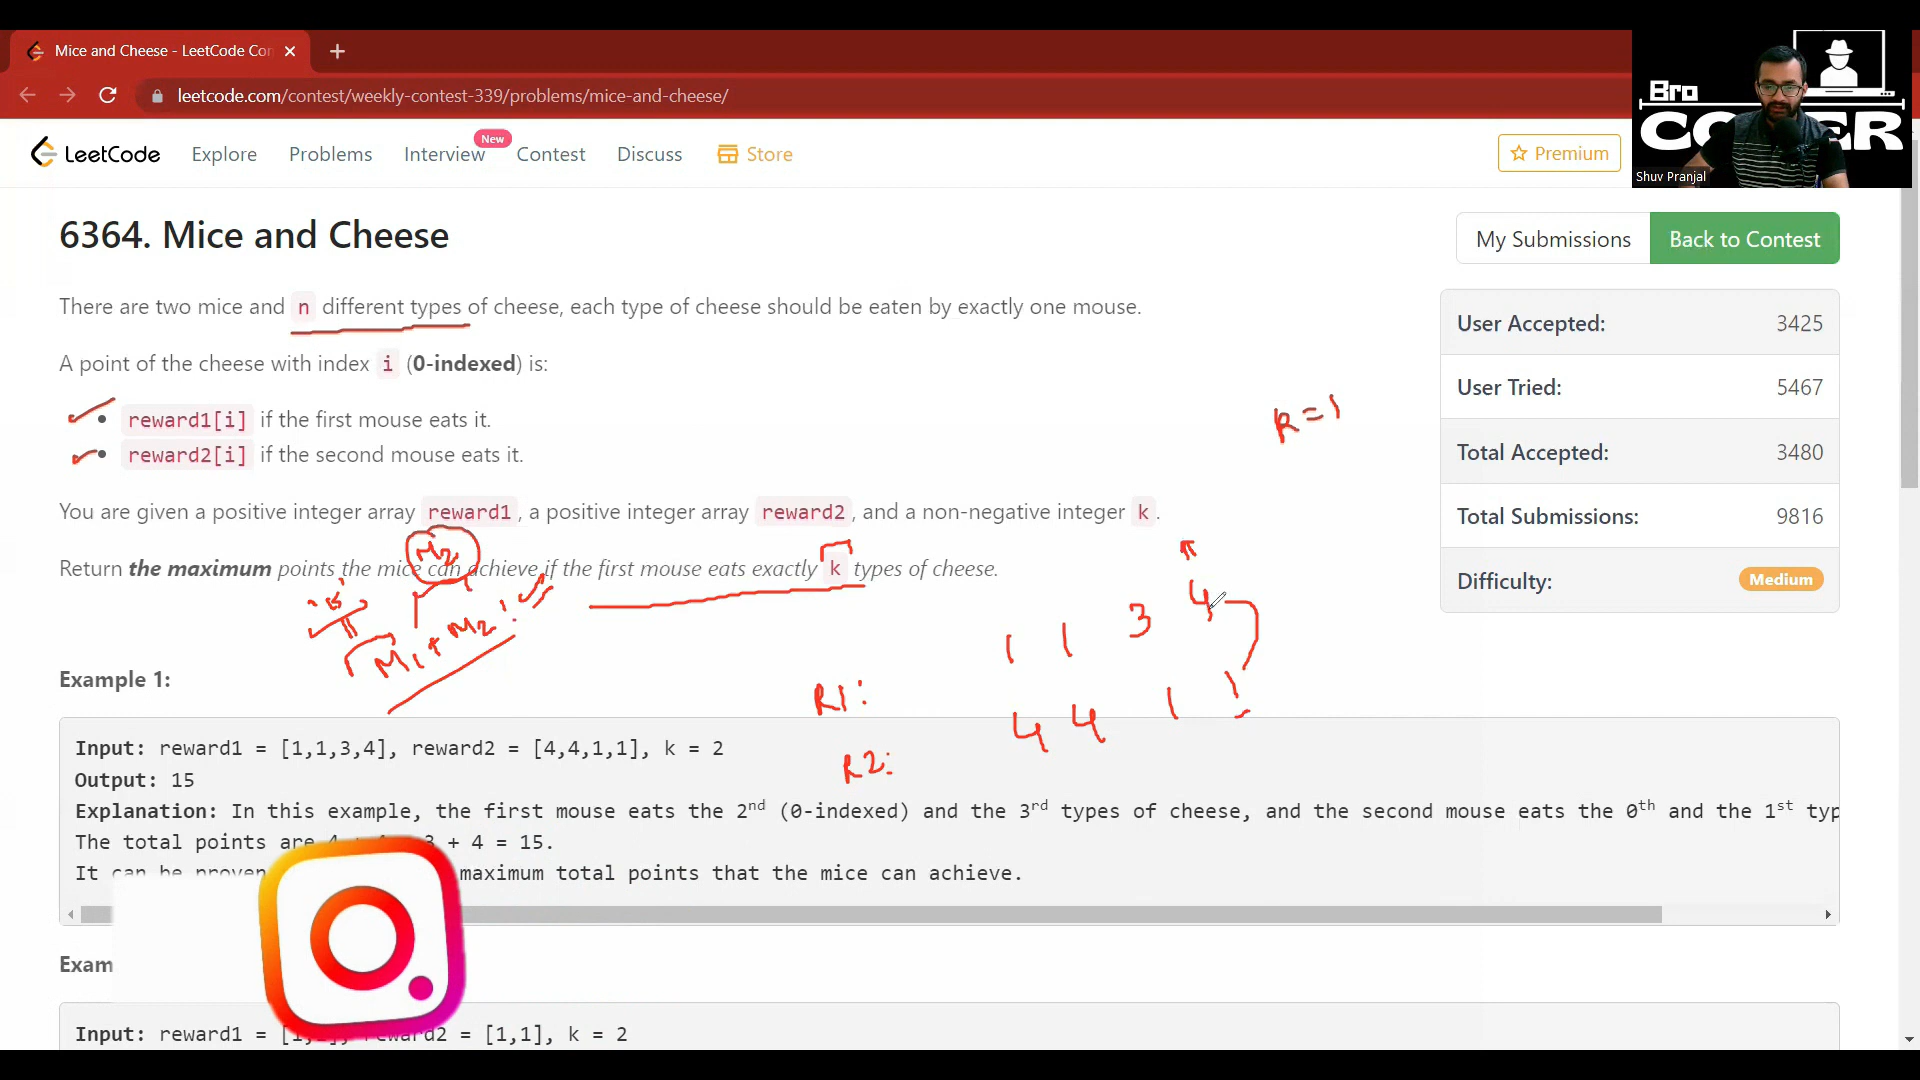 Mice and Cheese - LeetCode Con
leetcode.com/contest/weekly-contest-339/problems/mice-and-cheese/
Bro
CODER
Shuv Pranjal
LeetCode
Explore
Problems
Interview
New
Contest
Discuss
Store
Premium
6364. Mice and Cheese
My Submissions
Back to Contest
There are two mice and n different types of cheese, each type of cheese should be eaten by exactly one mouse.
A point of the cheese with index i (0-indexed) is:
• reward1[i] if the first mouse eats it.
• reward2[i] if the second mouse eats it.
You are given a positive integer array reward1, a positive integer array reward2, and a non-negative integer k.
Return the maximum points the mice can achieve if the first mouse eats exactly k types of cheese.
User Accepted: 3425
User Tried: 5467
Total Accepted: 3480
Total Submissions: 9816
Difficulty: Medium
K=1
M2
M1+M2
1 1 3 4
R1:
4 4 1 1
R2:
Example 1:
Input: reward1 = [1,1,3,4], reward2 = [4,4,1,1], k = 2
Output: 15
Explanation: In this example, the first mouse eats the 2nd (0-indexed) and the 3rd types of cheese, and the second mouse eats the 0th and the 1st typ
The total points are 4 3 + 4 = 15.
It can be proven maximum total points that the mice can achieve.
Exam
Input: reward1 = [1,1], reward2 = [1,1], k = 2